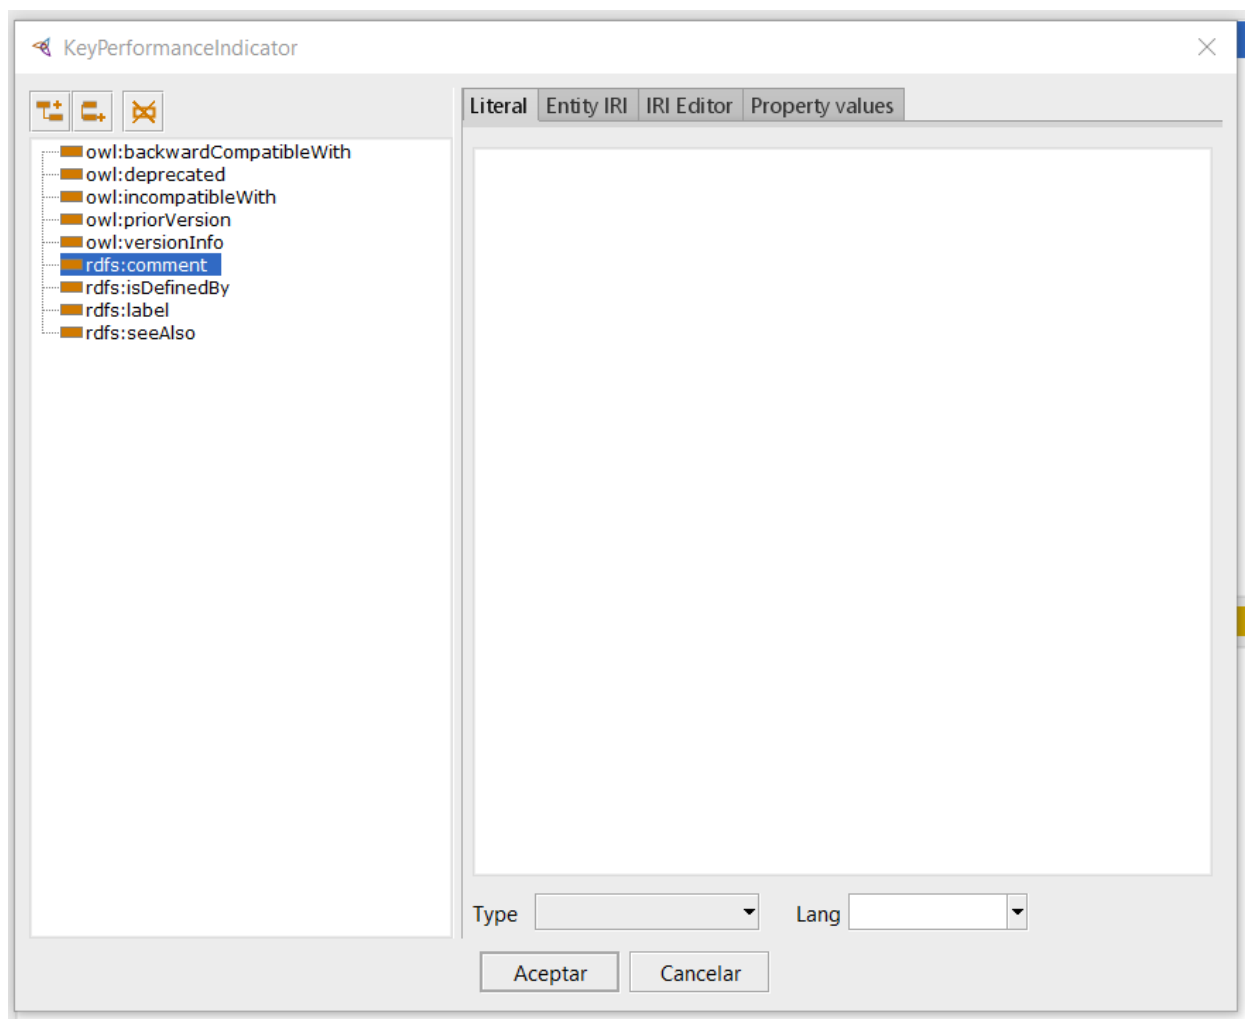 KeyPerformanceIndicator
Literal
Entity IRI
IRI Editor
Property values
owl:backwardCompatibleWith
owl:deprecated
owl:incompatibleWith
owl:priorVersion
owl:versionInfo
rdfs:comment
rdfs:isDefinedBy
rdfs:label
rdfs:seeAlso
Type
Lang
Aceptar
Cancelar